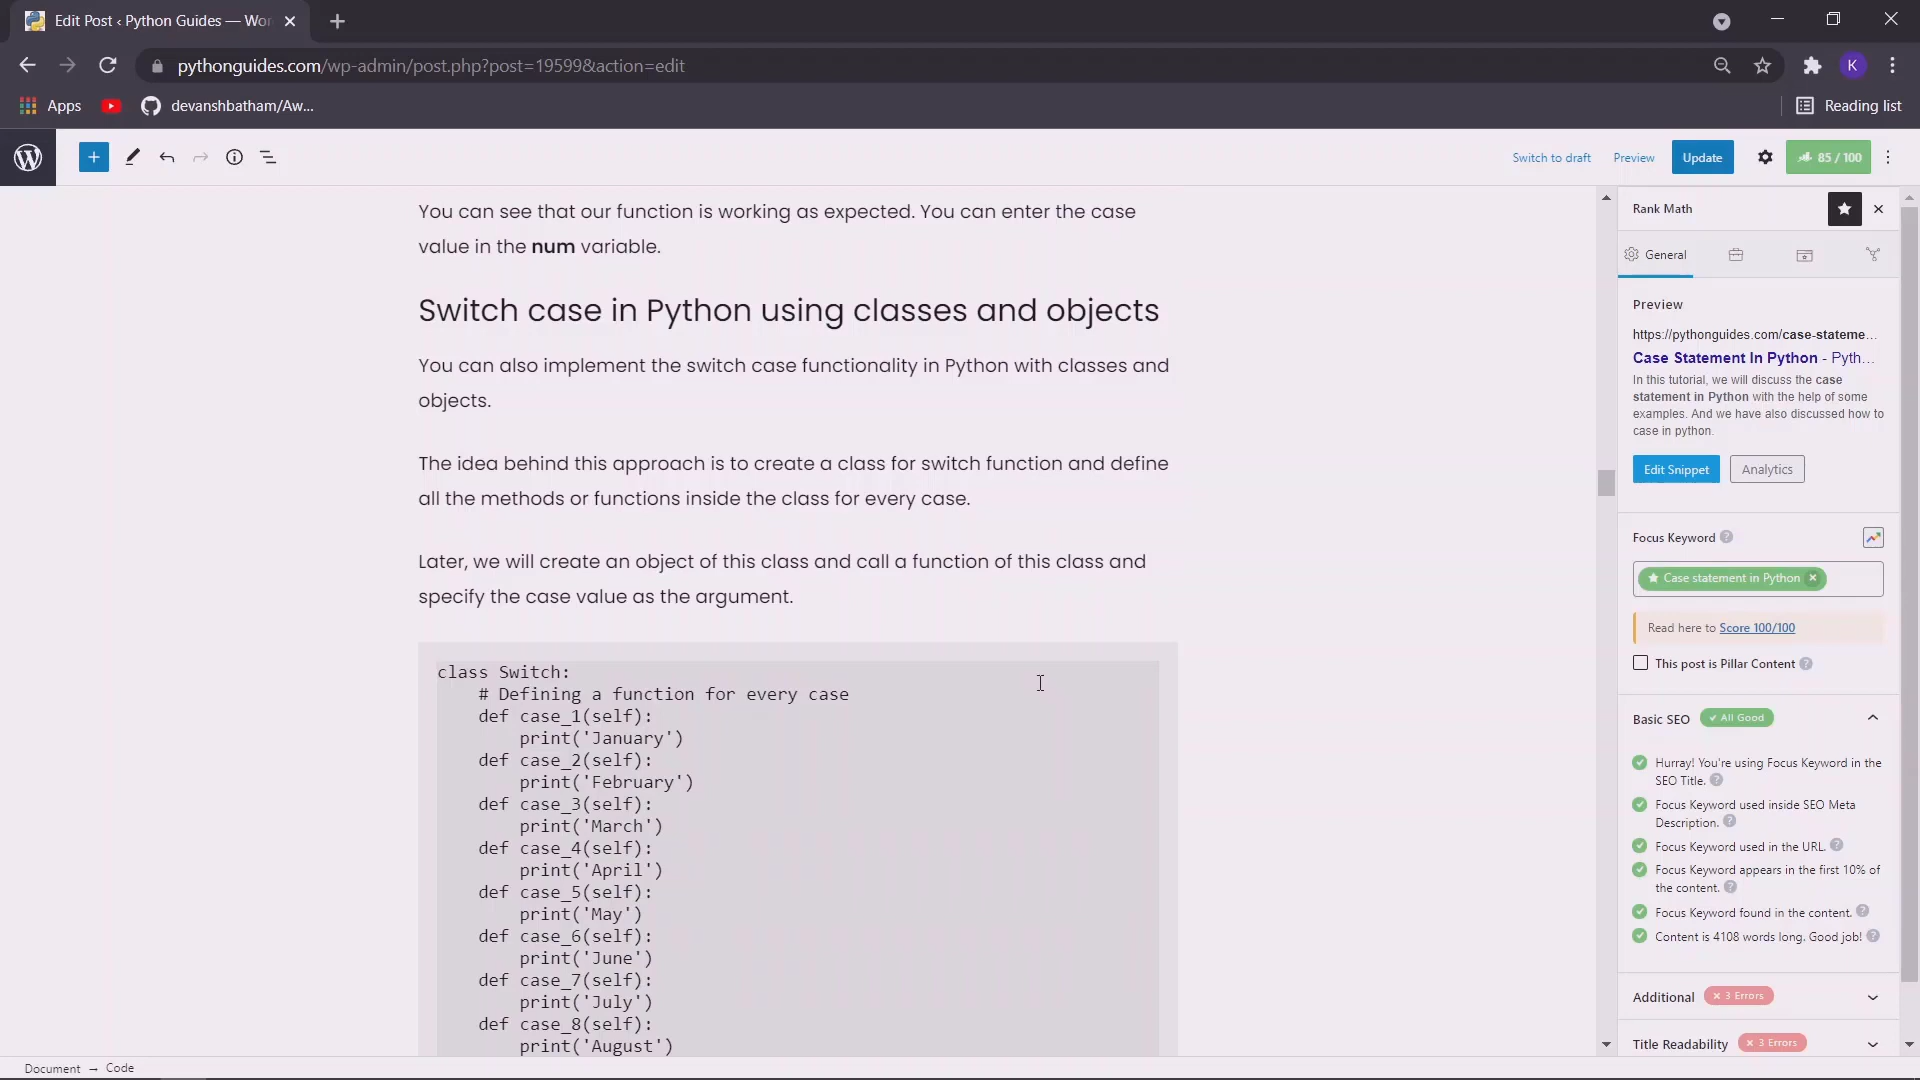 Edit Post ‹ Python Guides — Wor
pythonguides.com/wp-admin/post.php?post=19599&action=edit
K
Apps
devanshbatham/Aw...
Reading list
Switch to draft
Preview
Update
85 / 100
You can see that our function is working as expected. You can enter the case
value in the num variable.
Switch case in Python using classes and objects
You can also implement the switch case functionality in Python with classes and
objects.
The idea behind this approach is to create a class for switch function and define
all the methods or functions inside the class for every case.
Later, we will create an object of this class and call a function of this class and
specify the case value as the argument.
class Switch:
    # Defining a function for every case
    def case_1(self):
        print('January')
    def case_2(self):
        print('February')
    def case_3(self):
        print('March')
    def case_4(self):
        print('April')
    def case_5(self):
        print('May')
    def case_6(self):
        print('June')
    def case_7(self):
        print('July')
    def case_8(self):
        print('August')
Rank Math
General
Preview
https://pythonguides.com/case-stateme...
Case Statement In Python - Pyth...
In this tutorial, we will discuss the case
statement in Python with the help of some
examples. And we have also discussed how to
case in python.
Edit Snippet
Analytics
Focus Keyword
Case statement in Python
Read here to Score 100/100
This post is Pillar Content
Basic SEO
All Good
Hurray! You're using Focus Keyword in the
SEO Title.
Focus Keyword used inside SEO Meta
Description.
Focus Keyword used in the URL.
Focus Keyword appears in the first 10% of
the content.
Focus Keyword found in the content.
Content is 4108 words long. Good job!
Additional
× 3 Errors
Title Readability
× 3 Errors
Document → Code